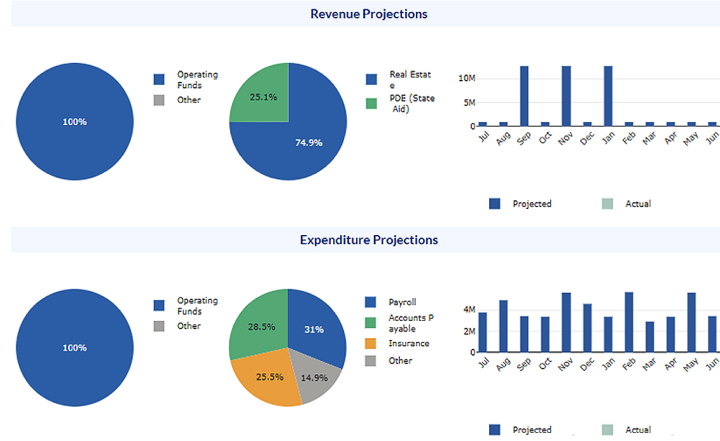 Revenue Projections
100%
Operating
Funds
Other
25.1%
74.9%
Real Estat
e
PDE (State
Aid)
10M
5M
0
Jul Aug Sep Oct Nov Dec Jan Feb Mar Apr May Jun
Projected Actual
Expenditure Projections
100%
Operating
Funds
Other
28.5%
31%
25.5%
14.9%
Payroll
Accounts P
ayable
Insurance
Other
4M
2M
0
Jul Aug Sep Oct Nov Dec Jan Feb Mar Apr May Jun
Projected Actual